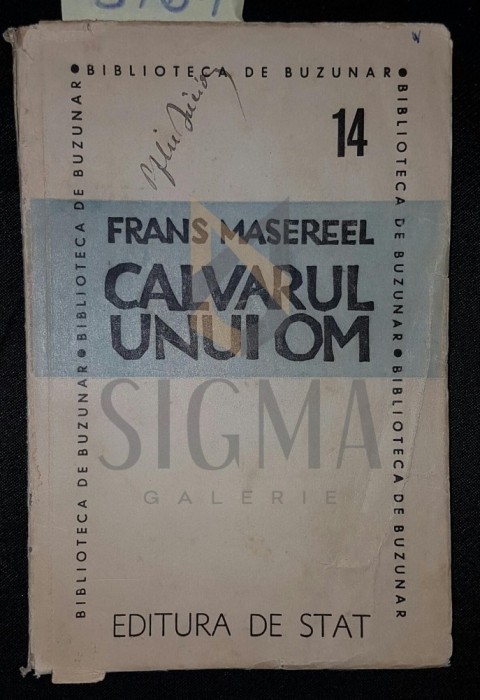 BIBLIOTECA DE BUZUNAR
14
BIBLIOTECA DE BUZUNAR • BIBLIOTECA DE BUZUNAR
BIBLIOTECA DE BUZUNAR • BIBLIOTECA DE BUZUNAR
FRANS MASEREEL
CALVARUL
UNUI OM
SIGMA
GALERIE
EDITURA DE STAT